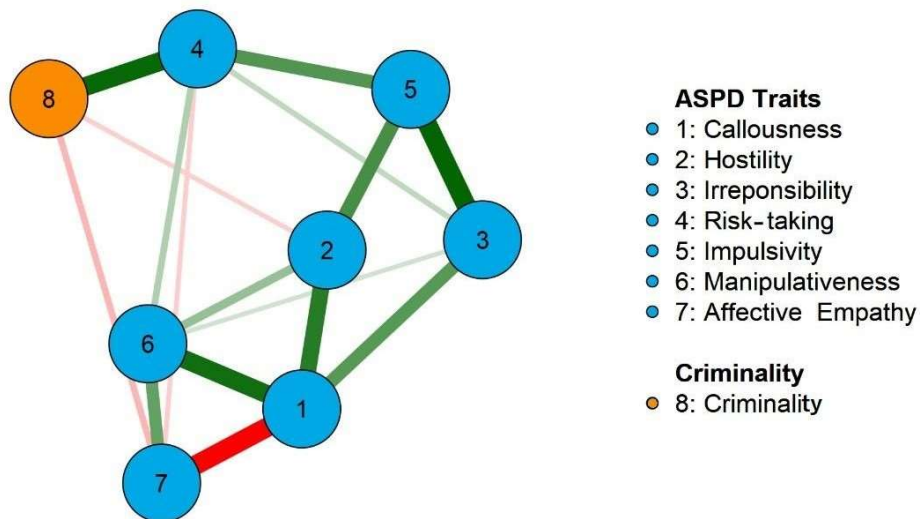 4
8
5
2
3
6
1
7
ASPD Traits
1: Callousness
2: Hostility
3: Irreponsibility
4: Risk-taking
5: Impulsivity
6: Manipulativeness
7: Affective Empathy
Criminality
8: Criminality